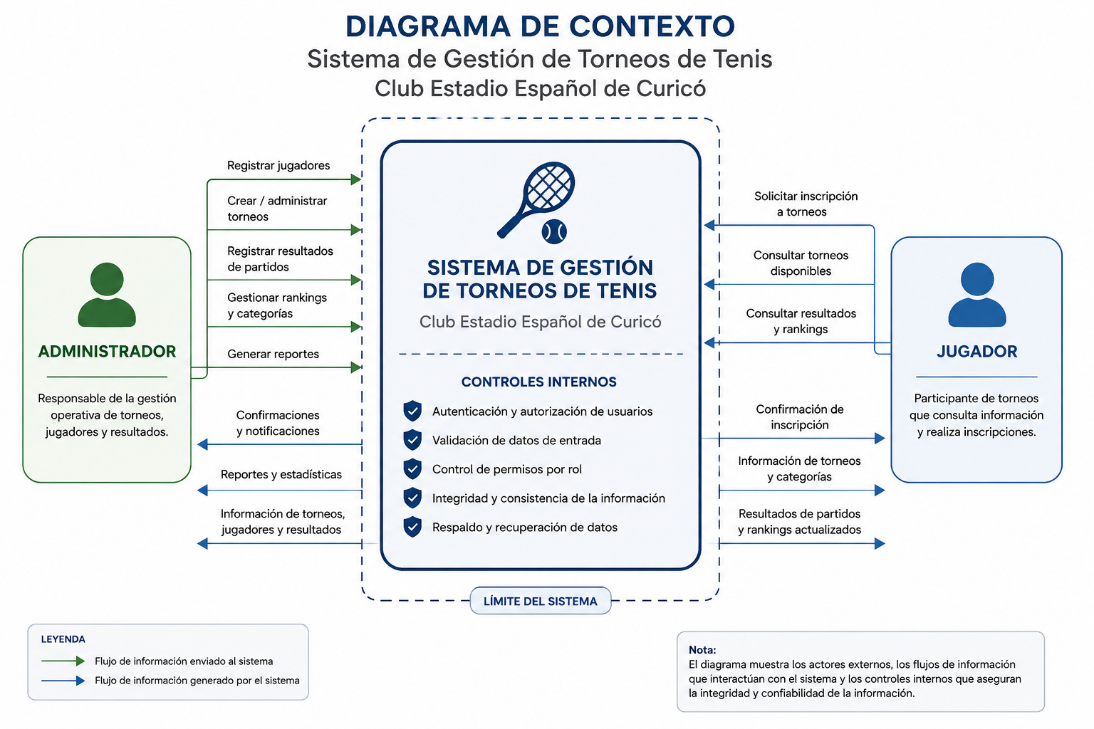 DIAGRAMA DE CONTEXTO
Sistema de Gestión de Torneos de Tenis
Club Estadio Español de Curicó
Registrar jugadores
Crear / administrar
torneos
Registrar resultados
de partidos
Gestionar rankings
y categorías
Generar reportes
Confirmaciones
y notificaciones
Reportes y estadísticas
Información de torneos,
jugadores y resultados
ADMINISTRADOR
Responsable de la gestión
operativa de torneos,
jugadores y resultados.
SISTEMA DE GESTIÓN
DE TORNEOS DE TENIS
Club Estadio Español de Curicó
CONTROLES INTERNOS
Autenticación y autorización de usuarios
Validación de datos de entrada
Control de permisos por rol
Integridad y consistencia de la información
Respaldo y recuperación de datos
LÍMITE DEL SISTEMA
Solicitar inscripción
a torneos
Consultar torneos
disponibles
Consultar resultados
y rankings
Confirmación de
inscripción
Información de torneos
y categorías
Resultados de partidos
y rankings actualizados
JUGADOR
Participante de torneos
que consulta información
y realiza inscripciones.
LEYENDA
Flujo de información enviado al sistema
Flujo de información generado por el sistema
Nota:
El diagrama muestra los actores externos, los flujos de información
que interactúan con el sistema y los controles internos que aseguran
la integridad y confiabilidad de la información.